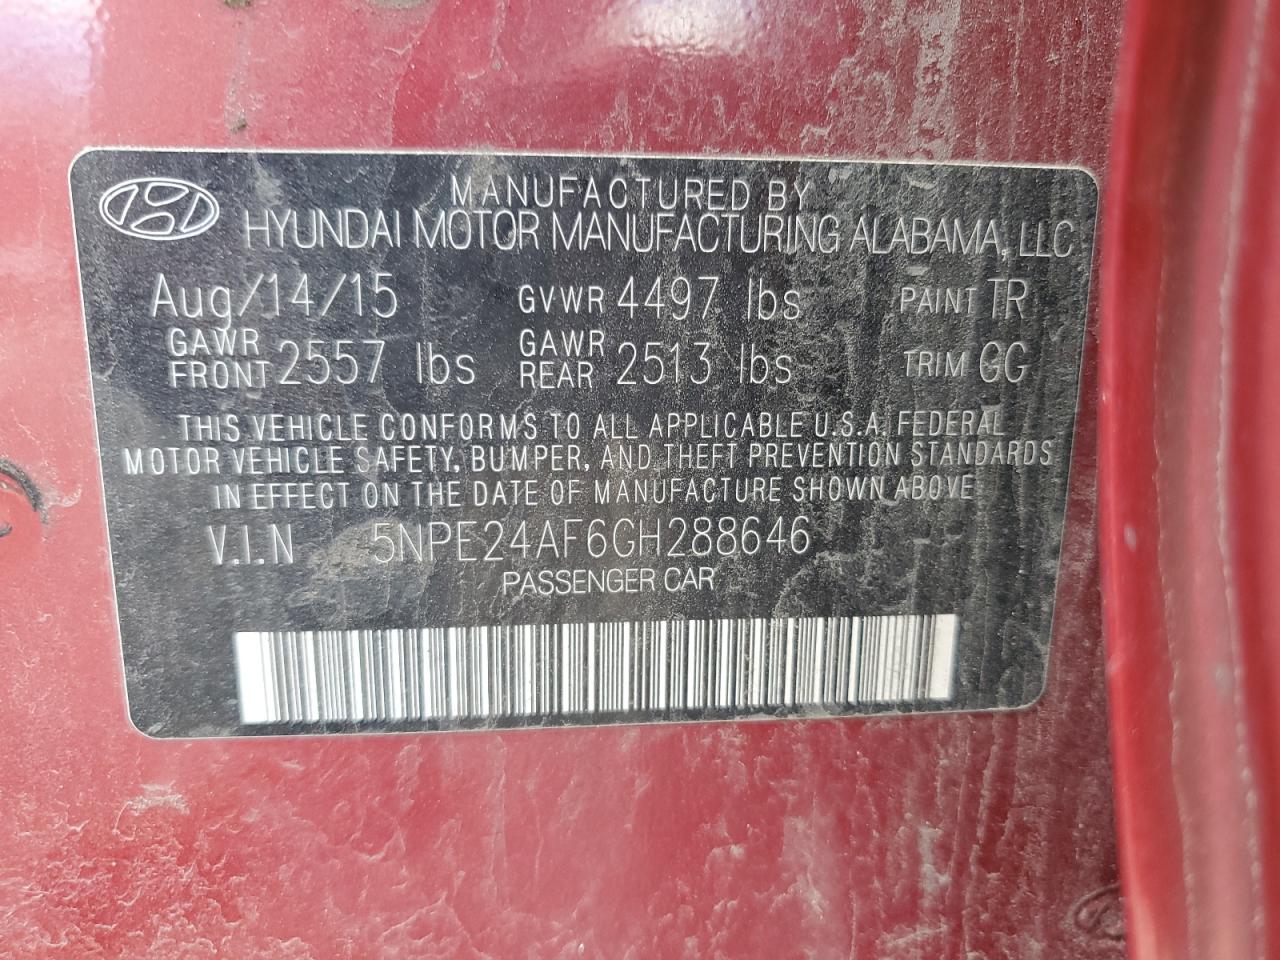 MANUFACTURED BY
HYUNDAI MOTOR MANUFACTURING ALABAMA, LLC
Aug/14/15 GVWR 4497 lbs PAINT TR
GAWR FRONT 2557 lbs GAWR REAR 2513 lbs TRIM GG
THIS VEHICLE CONFORMS TO ALL APPLICABLE U.S.A. FEDERAL
MOTOR VEHICLE SAFETY, BUMPER, AND THEFT PREVENTION STANDARDS
IN EFFECT ON THE DATE OF MANUFACTURE SHOWN ABOVE
V.I.N 5NPE24AF6GH288646
PASSENGER CAR